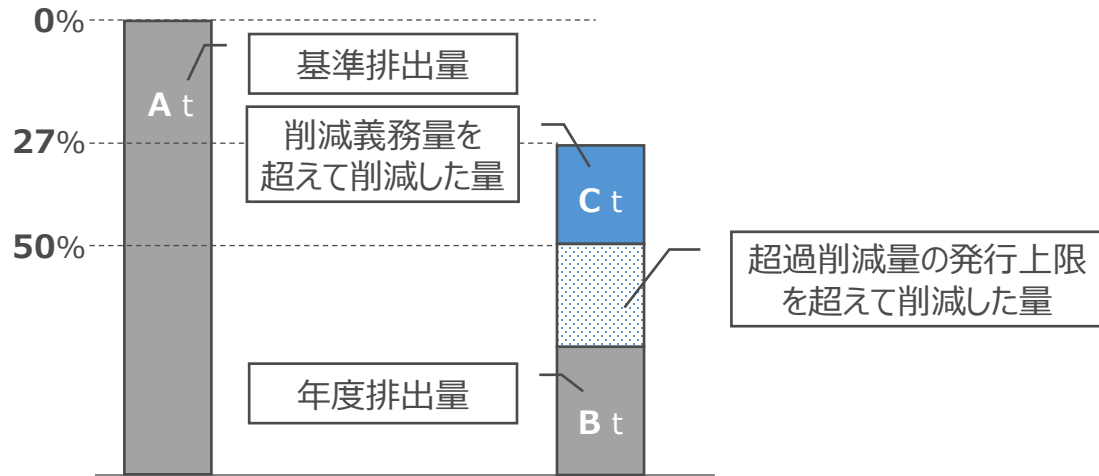 0%
基準排出量
A t
27%
削減義務量を
超えて削減した量
C t
50%
超過削減量の発行上限
を超えて削減した量
年度排出量
B t